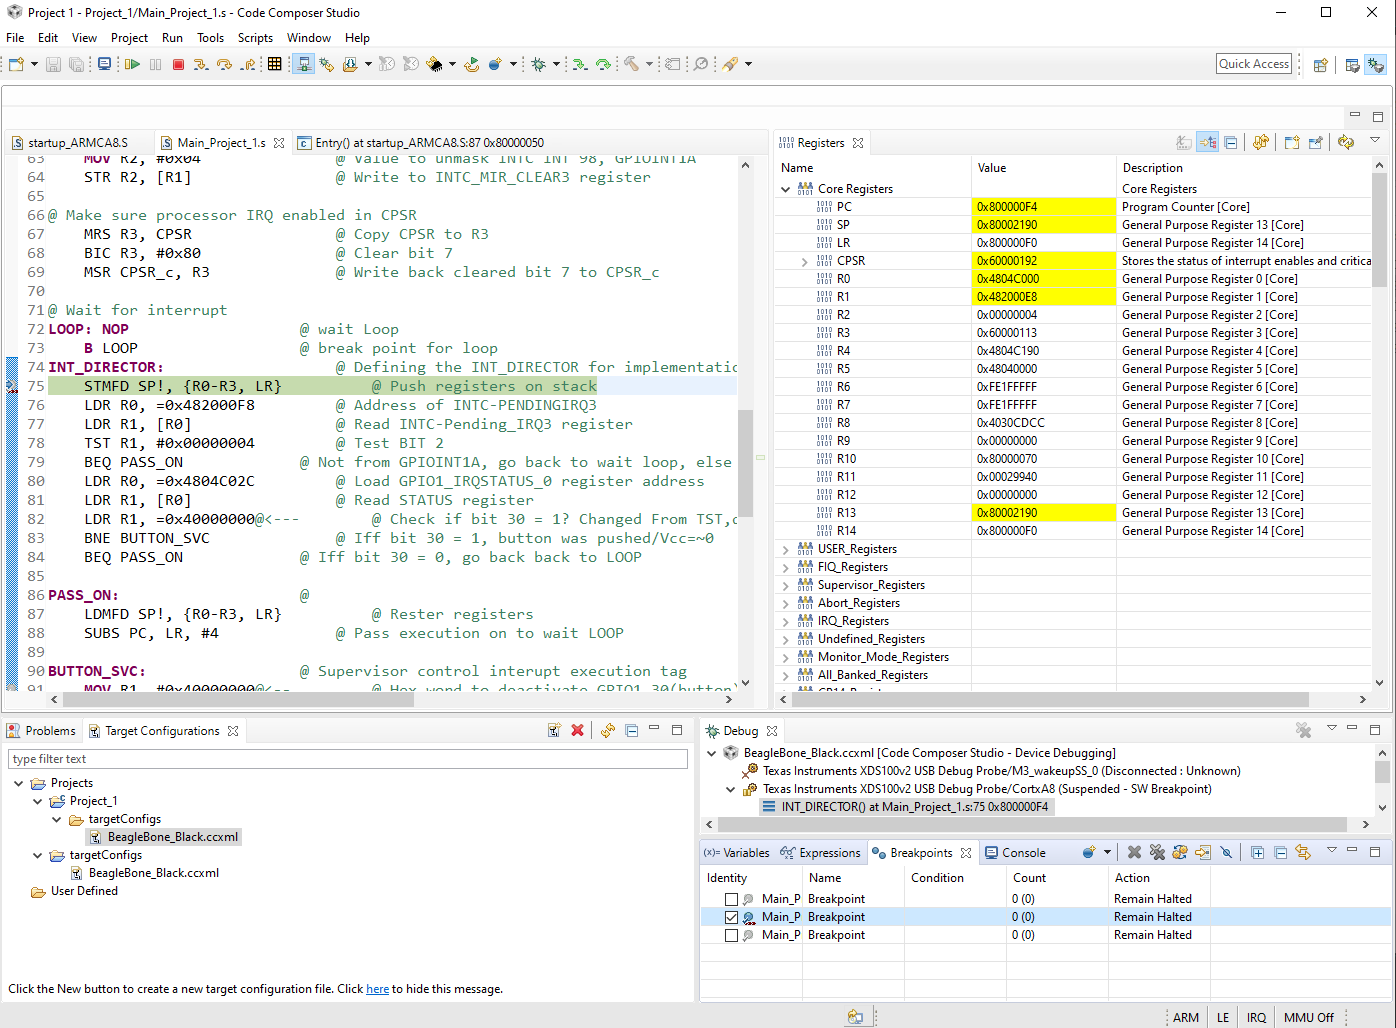 Project 1 - Project_1/Main_Project_1.s - Code Composer Studio
File Edit View Project Run Tools Scripts Window Help
Quick Access
startup_ARMCA8.S
Main_Project_1.s
Entry() at startup_ARMCA8.S:87 0x80000050
63 MOV R2, #0x04 @ Value to unmask INTC INT 98, GPIOINT1A
64 STR R2, [R1] @ Write to INTC_MIR_CLEAR3 register
65
66 @ Make sure processor IRQ enabled in CPSR
67 MRS R3, CPSR @ Copy CPSR to R3
68 BIC R3, #0x80 @ Clear bit 7
69 MSR CPSR_c, R3 @ Write back cleared bit 7 to CPSR_c
70
71 @ Wait for interrupt
72 LOOP: NOP @ wait Loop
73 B LOOP @ break point for loop
74 INT_DIRECTOR: @ Defining the INT_DIRECTOR for implementatic
75 STMFD SP!, {R0-R3, LR} @ Push registers on stack
76 LDR R0, =0x482000F8 @ Address of INTC-PENDINGIRQ3
77 LDR R1, [R0] @ Read INTC-Pending_IRQ3 register
78 TST R1, #0x00000004 @ Test BIT 2
79 BEQ PASS_ON @ Not from GPIOINT1A, go back to wait loop, else
80 LDR R0, =0x4804C02C @ Load GPIO1_IRQSTATUS_0 register address
81 LDR R1, [R0] @ Read STATUS register
82 LDR R1, =0x40000000@<--- @ Check if bit 30 = 1? Changed From TST,c
83 BNE BUTTON_SVC @ Iff bit 30 = 1, button was pushed/Vcc=~0
84 BEQ PASS_ON @ Iff bit 30 = 0, go back back to LOOP
85
86 PASS_ON: @
87 LDMFD SP!, {R0-R3, LR} @ Rester registers
88 SUBS PC, LR, #4 @ Pass execution on to wait LOOP
89
90 BUTTON_SVC: @ Supervisor control interupt execution tag
91 MOV R1, #0x40000000@<-- @ Hex word to deactivate GPIO1_30(button)
Registers
Name Value Description
Core Registers Core Registers
PC 0x800000F4 Program Counter [Core]
SP 0x80002190 General Purpose Register 13 [Core]
LR 0x800000F0 General Purpose Register 14 [Core]
CPSR 0x60000192 Stores the status of interrupt enables and critica
R0 0x4804C000 General Purpose Register 0 [Core]
R1 0x482000E8 General Purpose Register 1 [Core]
R2 0x00000004 General Purpose Register 2 [Core]
R3 0x60000113 General Purpose Register 3 [Core]
R4 0x4804C190 General Purpose Register 4 [Core]
R5 0x48040000 General Purpose Register 5 [Core]
R6 0xFE1FFFFF General Purpose Register 6 [Core]
R7 0xFE1FFFFF General Purpose Register 7 [Core]
R8 0x4030CDCC General Purpose Register 8 [Core]
R9 0x00000000 General Purpose Register 9 [Core]
R10 0x80000070 General Purpose Register 10 [Core]
R11 0x00029940 General Purpose Register 11 [Core]
R12 0x00000000 General Purpose Register 12 [Core]
R13 0x80002190 General Purpose Register 13 [Core]
R14 0x800000F0 General Purpose Register 14 [Core]
USER_Registers
FIQ_Registers
Supervisor_Registers
Abort_Registers
IRQ_Registers
Undefined_Registers
Monitor_Mode_Registers
All_Banked_Registers
Problems
Target Configurations
type filter text
Projects
Project_1
targetConfigs
BeagleBone_Black.ccxml
targetConfigs
BeagleBone_Black.ccxml
User Defined
Click the New button to create a new target configuration file. Click here to hide this message.
Debug
BeagleBone_Black.ccxml [Code Composer Studio - Device Debugging]
Texas Instruments XDS100v2 USB Debug Probe/M3_wakeupSS_0 (Disconnected : Unknown)
Texas Instruments XDS100v2 USB Debug Probe/CortxA8 (Suspended - SW Breakpoint)
INT_DIRECTOR() at Main_Project_1.s:75 0x800000F4
(x)= Variables
Expressions
Breakpoints
Console
Identity Name Condition Count Action
Main_P Breakpoint 0 (0) Remain Halted
Main_P Breakpoint 0 (0) Remain Halted
Main_P Breakpoint 0 (0) Remain Halted
ARM LE IRQ MMU Off